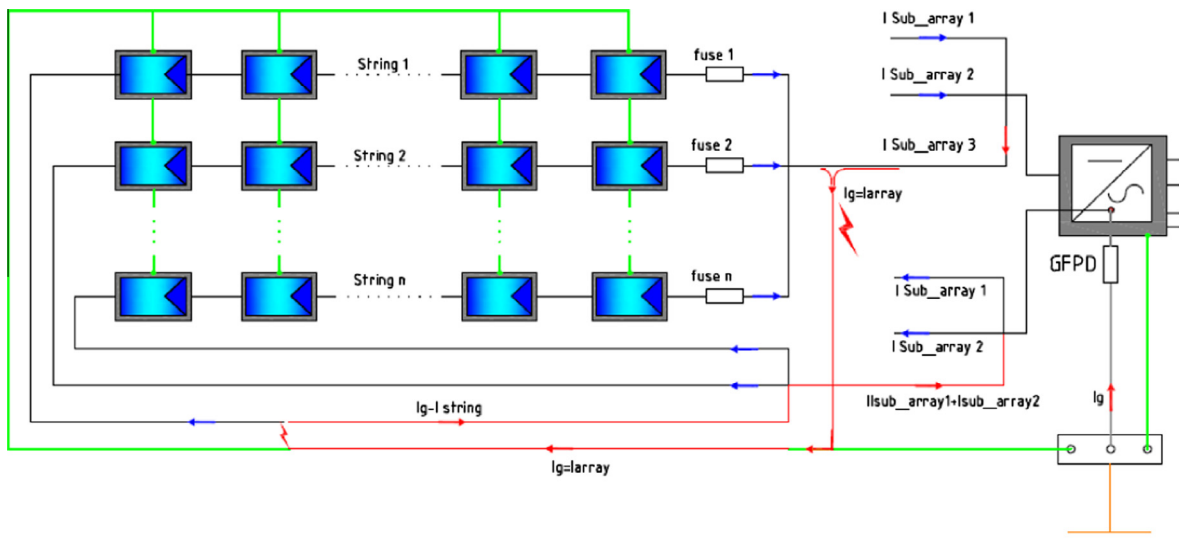 I Sub_array 1
fuse 1
String 1
I Sub_array 2
fuse 2
String 2
I Sub_array 3
Ig=Iarray
GFPD
String n
fuse n
I Sub_array 1
I Sub_array 2
Ig-I string
IIsub_array1+Isub_array2
Ig
Ig=Iarray